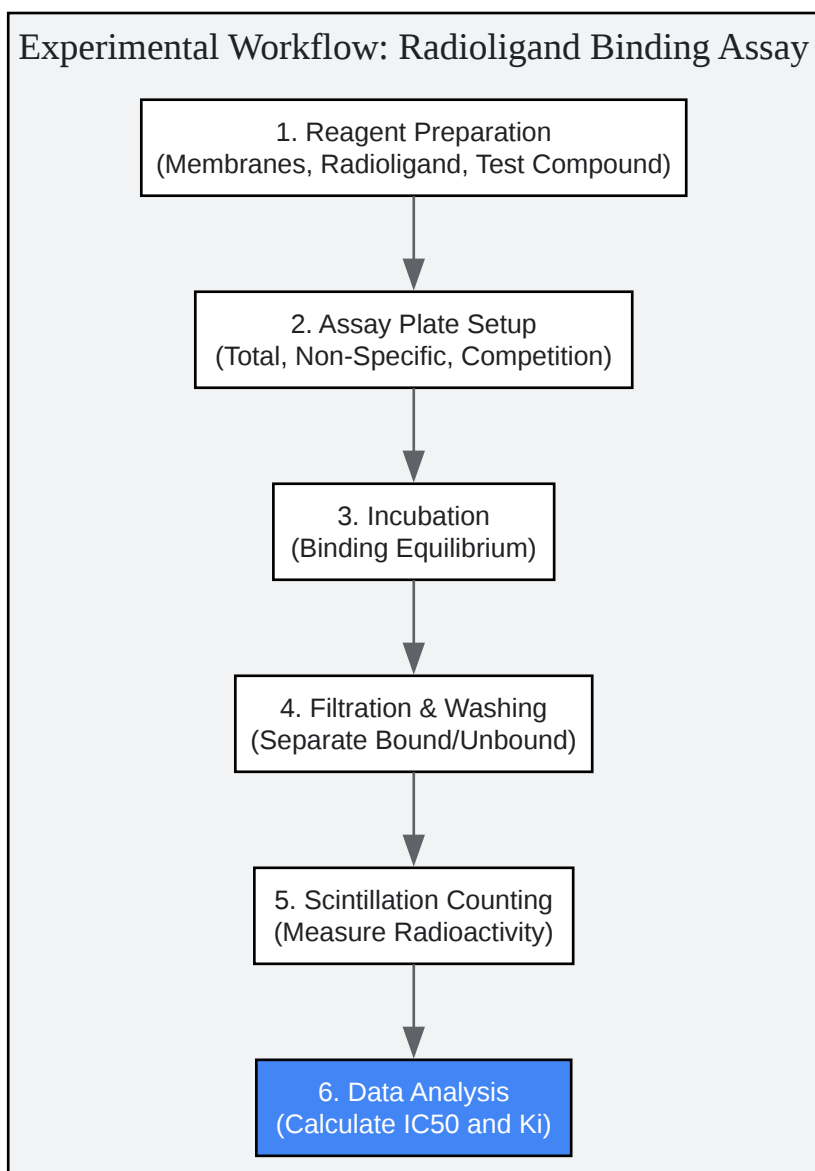 Experimental Workflow: Radioligand Binding Assay
1. Reagent Preparation
(Membranes, Radioligand, Test Compound)
2. Assay Plate Setup
(Total, Non-Specific, Competition)
3. Incubation
(Binding Equilibrium)
4. Filtration & Washing
(Separate Bound/Unbound)
5. Scintillation Counting
(Measure Radioactivity)
6. Data Analysis
(Calculate IC50 and Ki)